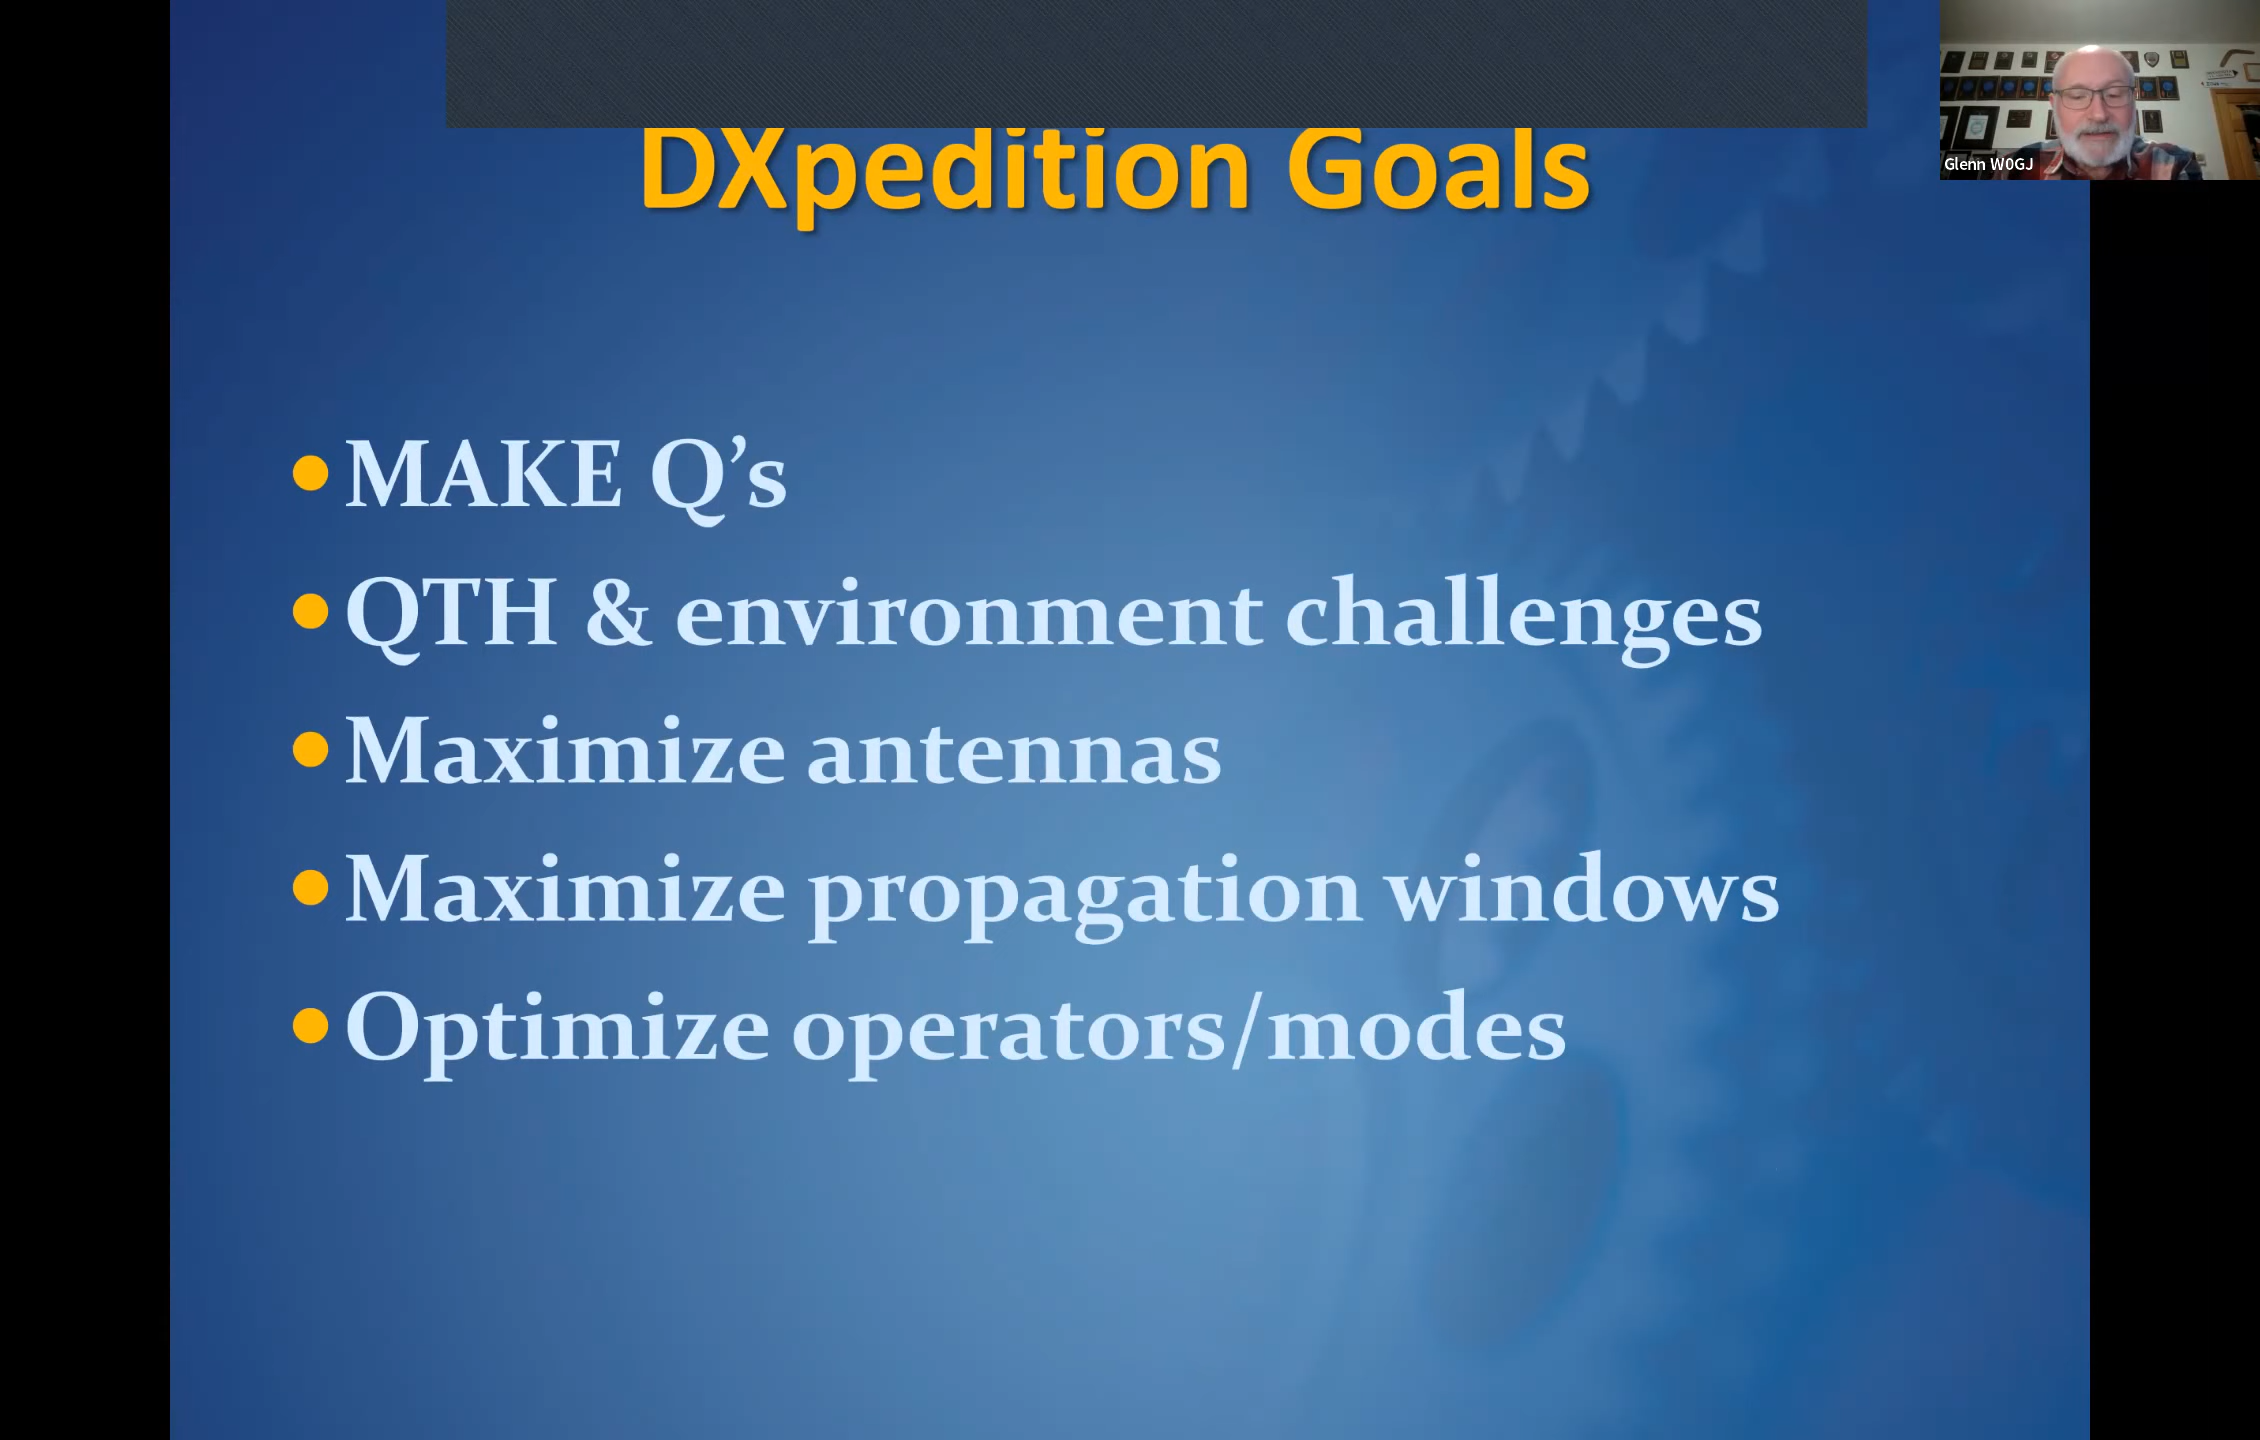 DXpedition Goals
Glenn W0GJ
• MAKE Q’s
• QTH & environment challenges
• Maximize antennas
• Maximize propagation windows
• Optimize operators/modes